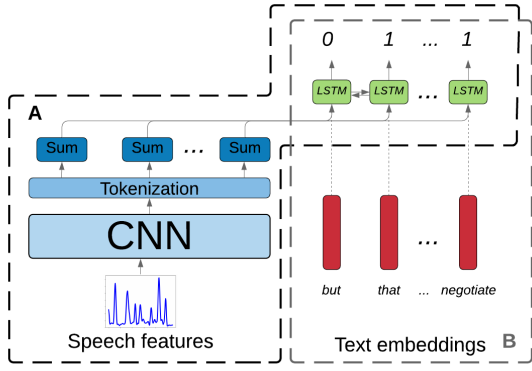 0 1 ... 1
LSTM LSTM ... LSTM
A
Sum Sum ... Sum
Tokenization
CNN
...
but that ... negotiate
Speech features
Text embeddings B